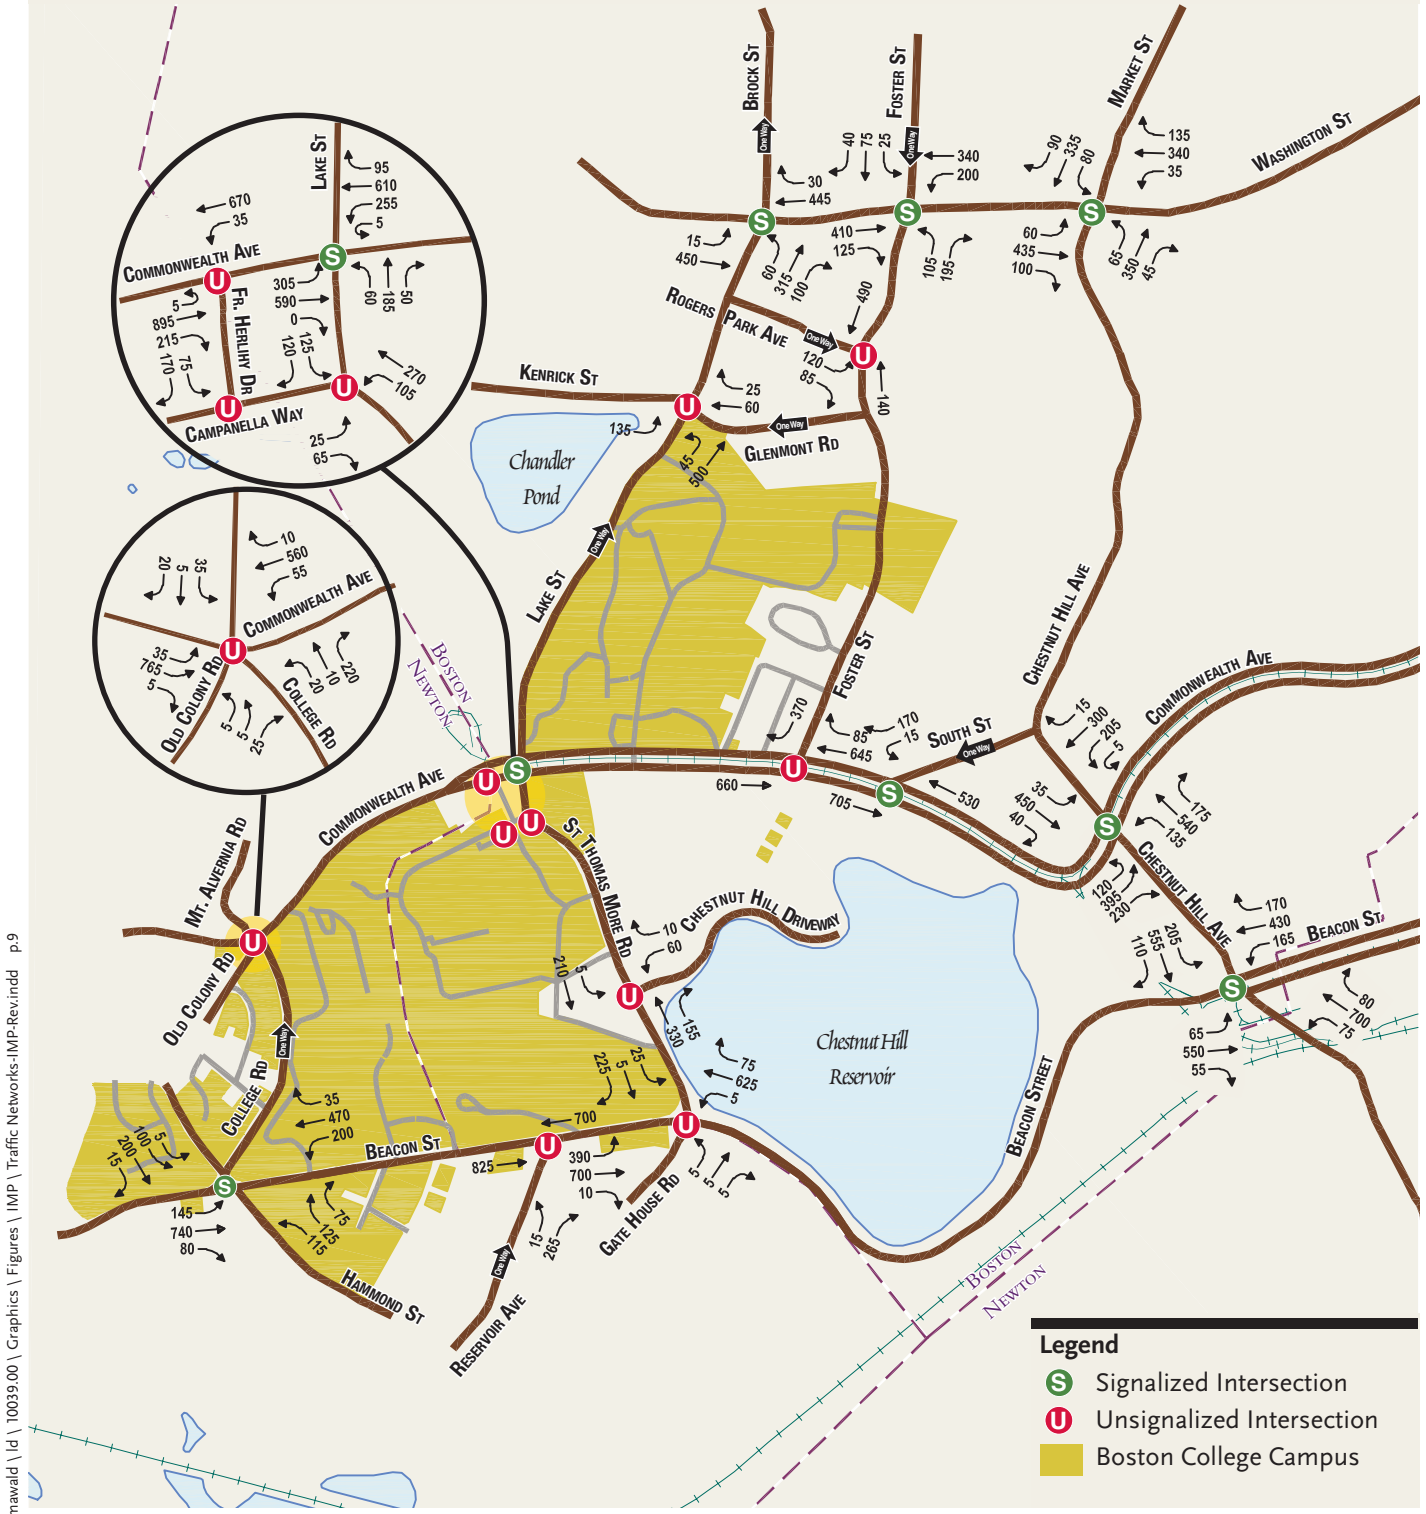 BROCK ST
FOSTER ST
MARKET ST
WASHINGTON ST
One Way
One Way
40 75 25
340
200
30
445
90 335 80
135
340
35
15
450
60 315 100
410
125
105 195
60
435
100
65 350 45
ROGERS PARK AVE
One Way
490
120
85
140
KENRICK ST
25
60
135
45 500
One Way
GLENMONT RD
Chandler
Pond
LAKE ST
95
610
255
5
670
35
COMMONWEALTH AVE
305
590
0
60 185 50
5
895
215
FR. HERLIHY DR
170 75
120 125
270
105
CAMPANELLA WAY
25
65
20 5 35
10
560
55
COMMONWEALTH AVE
35
765
5
OLD COLONY RD
COLLEGE RD
20 10 220
5 5 25
BOSTON
NEWTON
One Way
LAKE ST
FOSTER ST
CHESTNUT HILL AVE
COMMONWEALTH AVE
370
85
645
170
15
SOUTH ST
One Way
15
300
205
5
660
705
530
35
450
40
175
540
135
120
395
230
CHESTNUT HILL AVE
COMMONWEALTH AVE
ST THOMAS MORE RD
MT. ALVERNIA RD
OLD COLONY RD
CHESTNUT HILL DRIVEWAY
10
60
210 5
330 155
170
430
165
BEACON ST
110 555 205
80
700
75
65
550
55
Chestnut Hill
Reservoir
BEACON STREET
One Way
COLLEGE RD
35
470
200
225 5 25
75
625
5
700
BEACON ST
825
390
700
10
5 5 5
GATE HOUSE RD
15 200 100 5
145
740
80
75
125
115
HAMMOND ST
15 265
One Way
RESERVOIR AVE
BOSTON
NEWTON
Legend
S Signalized Intersection
U Unsignalized Intersection
Boston College Campus
mawald \ ld \ 10039.00 \ Graphics \ Figures \ IMP \ Traffic Networks-IMP-Rev.indd p.9